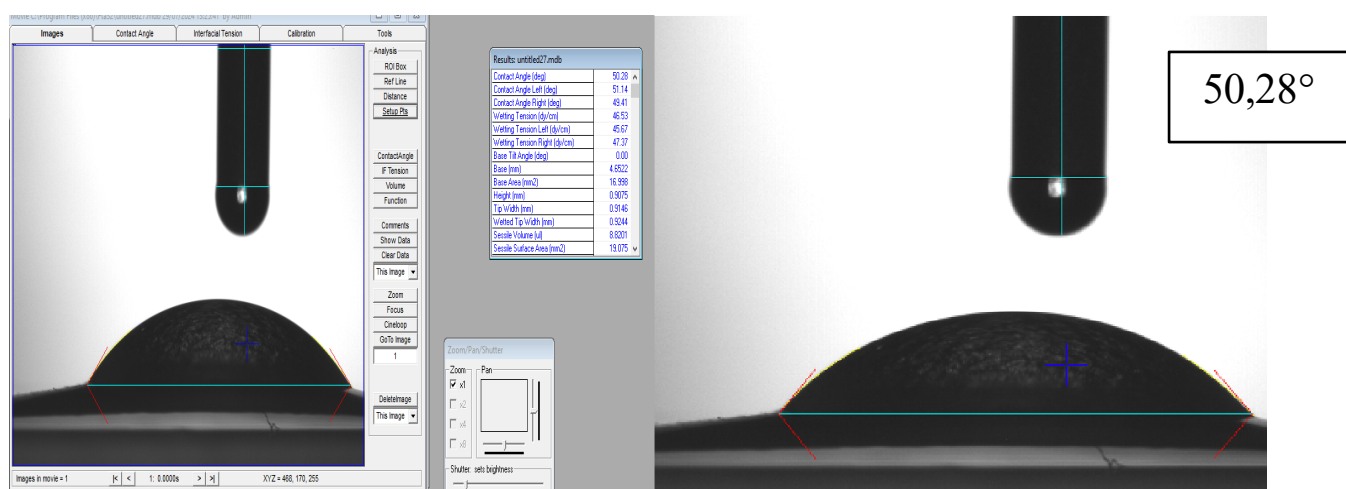 Images Contact Angle Interfacial Tension Calibration Tools
Analysis
ROI Box
Ref Line
Distance
Setup Pts
ContactAngle
IF Tension
Volume
Function
Comments
Show Data
Clear Data
This Image
Zoom
Focus
Cineloop
GoTo Image
1
DeleteImage
This Image
Images in movie = 1 |< < 1: 0.0000s > >| XYZ = 468, 170, 255
Results: untitled27.mdb
Contact Angle (deg) 50.28
Contact Angle Left (deg) 51.14
Contact Angle Right (deg) 49.41
Wetting Tension (dy/cm) 46.53
Wetting Tension Left (dy/cm) 45.67
Wetting Tension Right (dy/cm) 47.37
Base Tilt Angle (deg) 0.00
Base (mm) 4.6522
Base Area (mm2) 16.998
Height (mm) 0.9075
Tip Width (mm) 0.9146
Wetted Tip Width (mm) 0.9244
Sessile Volume (ul) 8.8201
Sessile Surface Area (mm2) 19.075
Zoom/Pan/Shutter
Zoom Pan
x1
x2
x4
x8
Shutter: sets brightness
50,28°